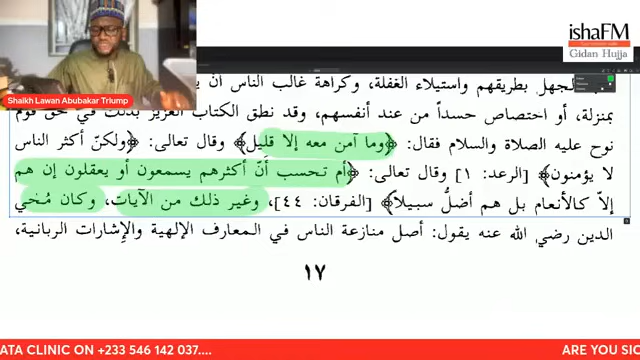 ishaFM
Gidan Hujja
Shaikh Lawan Abubakar Triump
الجهل بطريقهم واستيلاء الغفلة، وكراهة غالب الناس أن
بمنزلة، أو اختصاص حسداً من عند أنفسهم، وقد نطق الكتاب العزيز بذلك في حق قوم
نوح عليه الصلاة والسلام فقال: ﴿وما آمن معه إلا قليل﴾ وقال تعالى: ﴿ولكنّ أكثر الناس
لا يؤمنون﴾ [الرعد: ١] وقال تعالى: ﴿أم تحسب أنّ أكثرهم يسمعون أو يعقلون إن هم
إلاّ كالأنعام بل هم أضلُّ سبيلاً﴾ [الفرقان: ٤٤]، وغير ذلك من الآيات، وكان مُحْيي
الدين رضي الله عنه يقول: أصل منازعة الناس في المعارف الإلهية والإشارات الربانية،
١٧
ATA CLINIC ON +233 546 142 037....
ARE YOU SIC